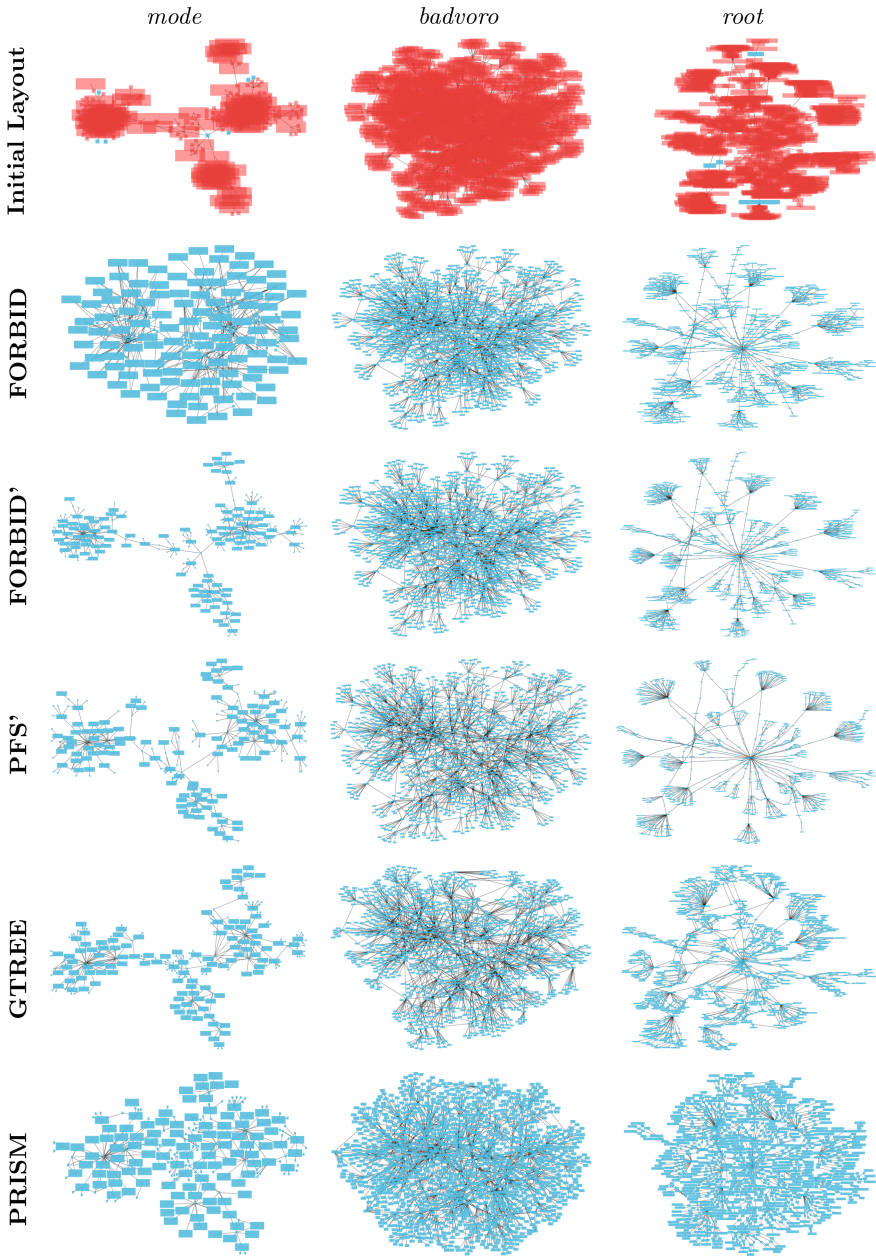 mode badvoro root
Initial Layout
FORBID
FORBID'
PFS'
GTREE
PRISM